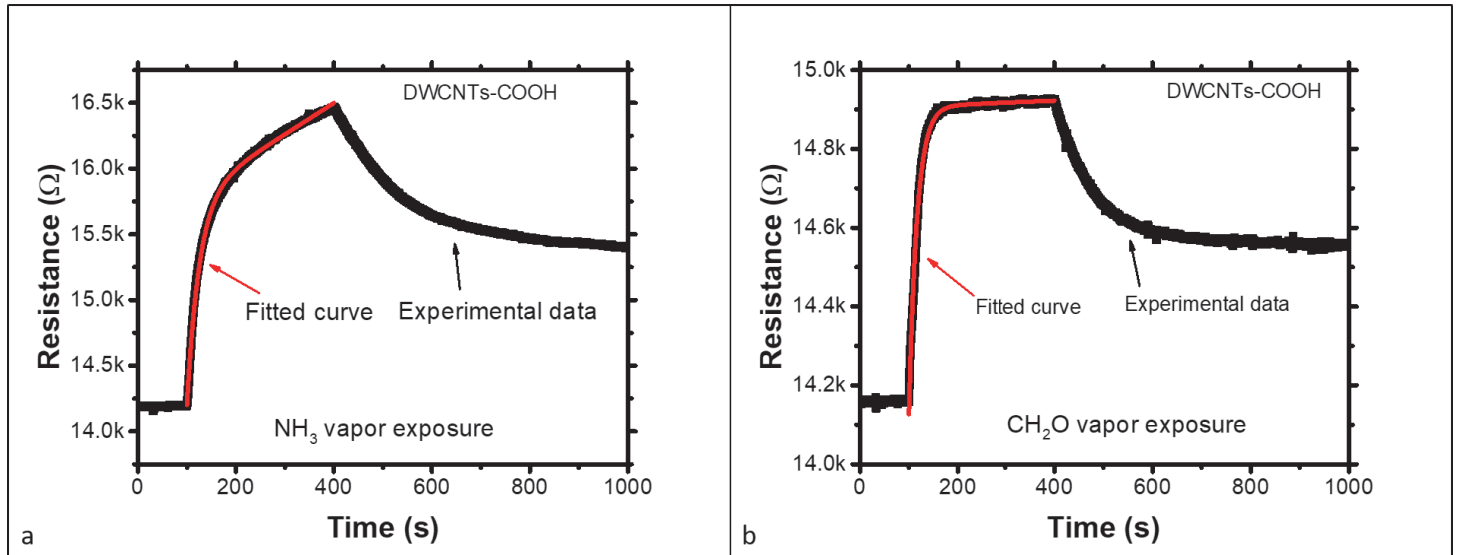 DWCNTs-COOH
16.5k
16.0k
15.5k
15.0k
14.5k
14.0k
Resistance (Ω)
Fitted curve
Experimental data
NH₃ vapor exposure
0 200 400 600 800 1000
Time (s)
a
DWCNTs-COOH
15.0k
14.8k
14.6k
14.4k
14.2k
14.0k
Resistance (Ω)
Fitted curve
Experimental data
CH₂O vapor exposure
0 200 400 600 800 1000
Time (s)
b